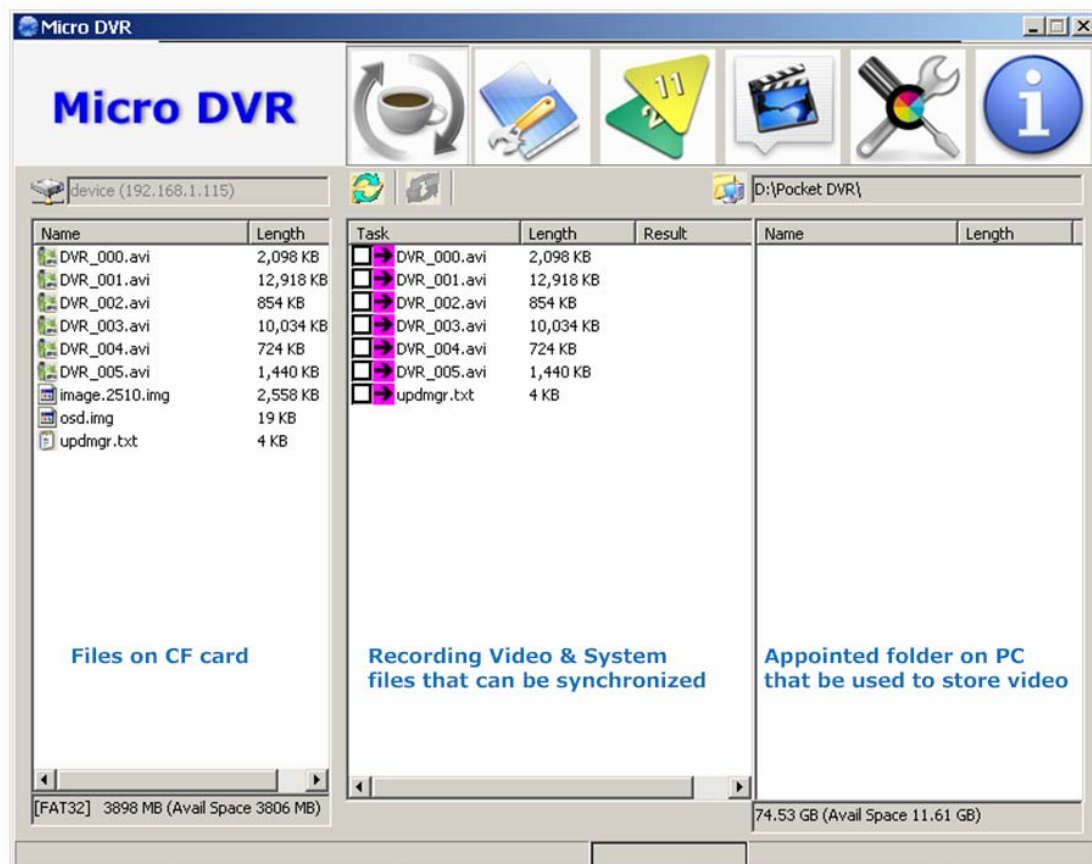 Micro DVR
Micro DVR
11
2
device (192.168.1.115)
D:\Pocket DVR\
Name Length
DVR_000.avi 2,098 KB
DVR_001.avi 12,918 KB
DVR_002.avi 854 KB
DVR_003.avi 10,034 KB
DVR_004.avi 724 KB
DVR_005.avi 1,440 KB
image.2510.img 2,558 KB
osd.img 19 KB
updmgr.txt 4 KB
Files on CF card
[FAT32] 3898 MB (Avail Space 3806 MB)
Task Length Result
DVR_000.avi 2,098 KB
DVR_001.avi 12,918 KB
DVR_002.avi 854 KB
DVR_003.avi 10,034 KB
DVR_004.avi 724 KB
DVR_005.avi 1,440 KB
updmgr.txt 4 KB
Recording Video & System
files that can be synchronized
Name Length
Appointed folder on PC
that be used to store video
74.53 GB (Avail Space 11.61 GB)